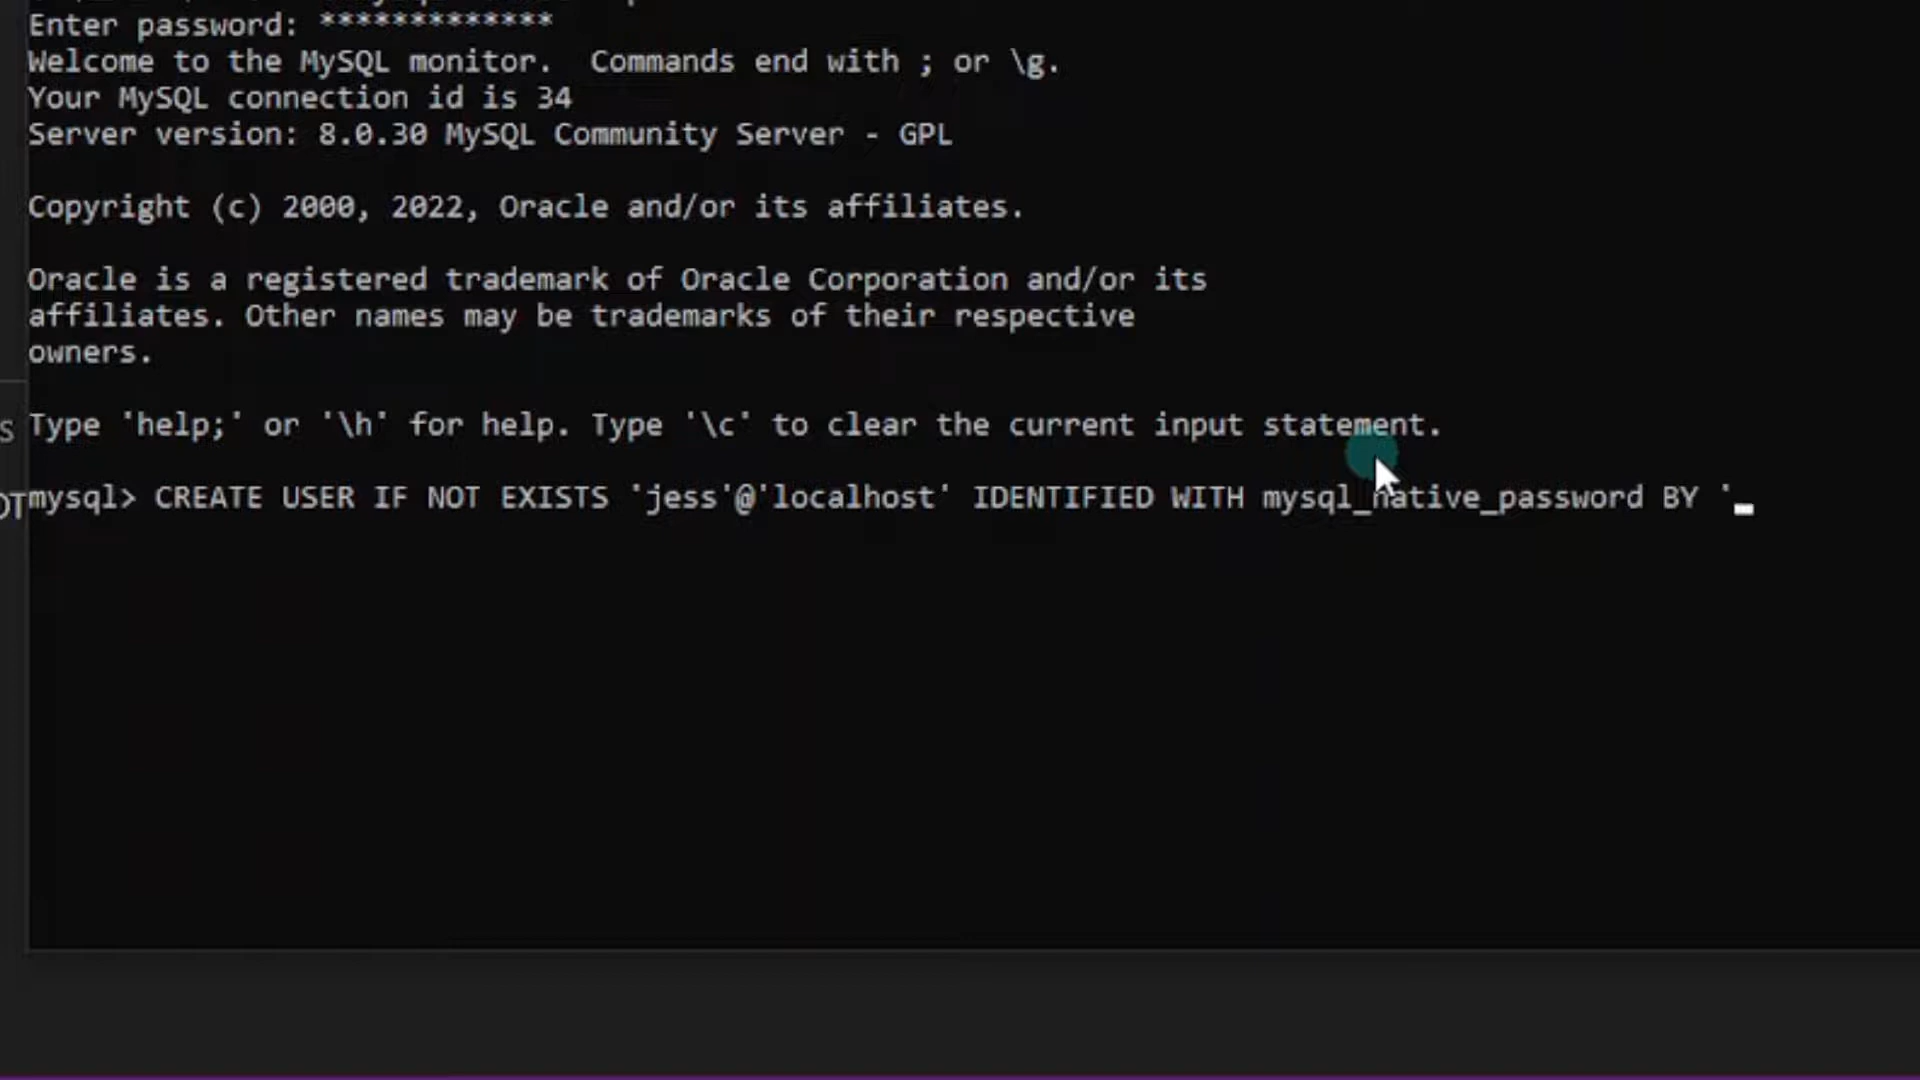 Enter password: *************
Welcome to the MySQL monitor.  Commands end with ; or \g.
Your MySQL connection id is 34
Server version: 8.0.30 MySQL Community Server - GPL
Copyright (c) 2000, 2022, Oracle and/or its affiliates.
Oracle is a registered trademark of Oracle Corporation and/or its
affiliates. Other names may be trademarks of their respective
owners.
Type 'help;' or '\h' for help. Type '\c' to clear the current input statement.
mysql> CREATE USER IF NOT EXISTS 'jess'@'localhost' IDENTIFIED WITH mysql_native_password BY '